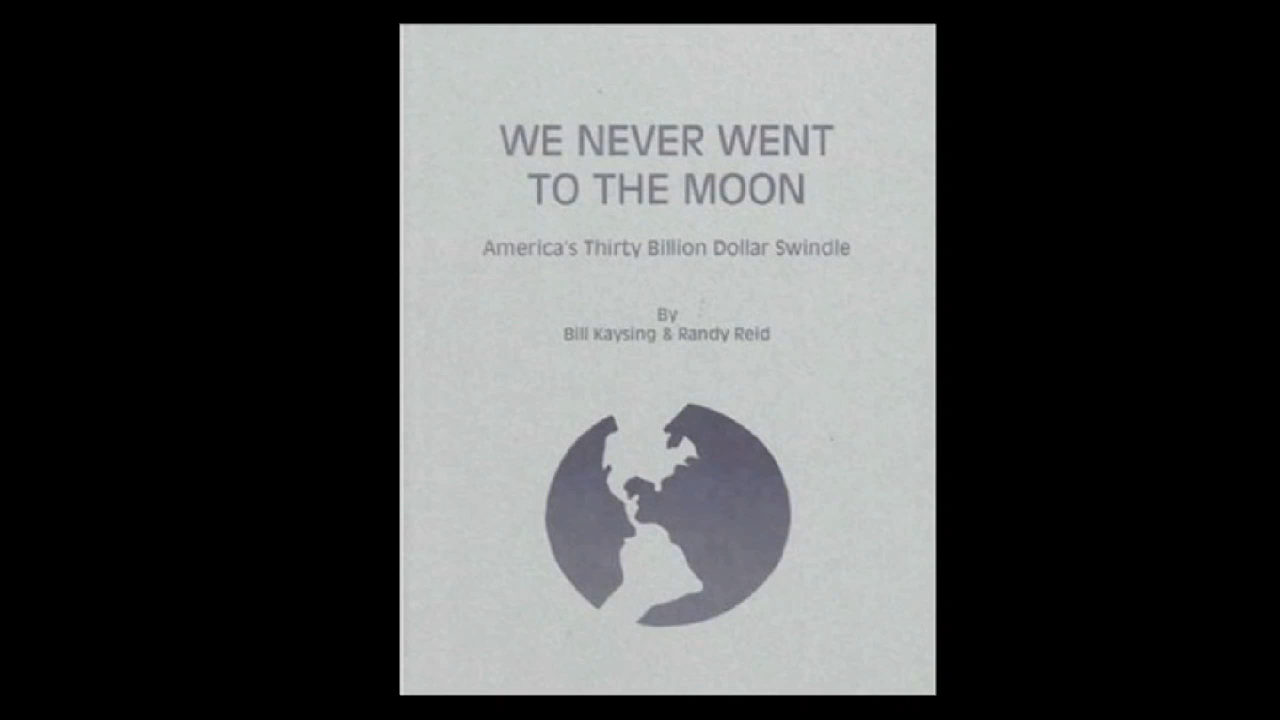 WE NEVER WENT
TO THE MOON
America's Thirty Billion Dollar Swindle
By
Bill Kaysing & Randy Reid